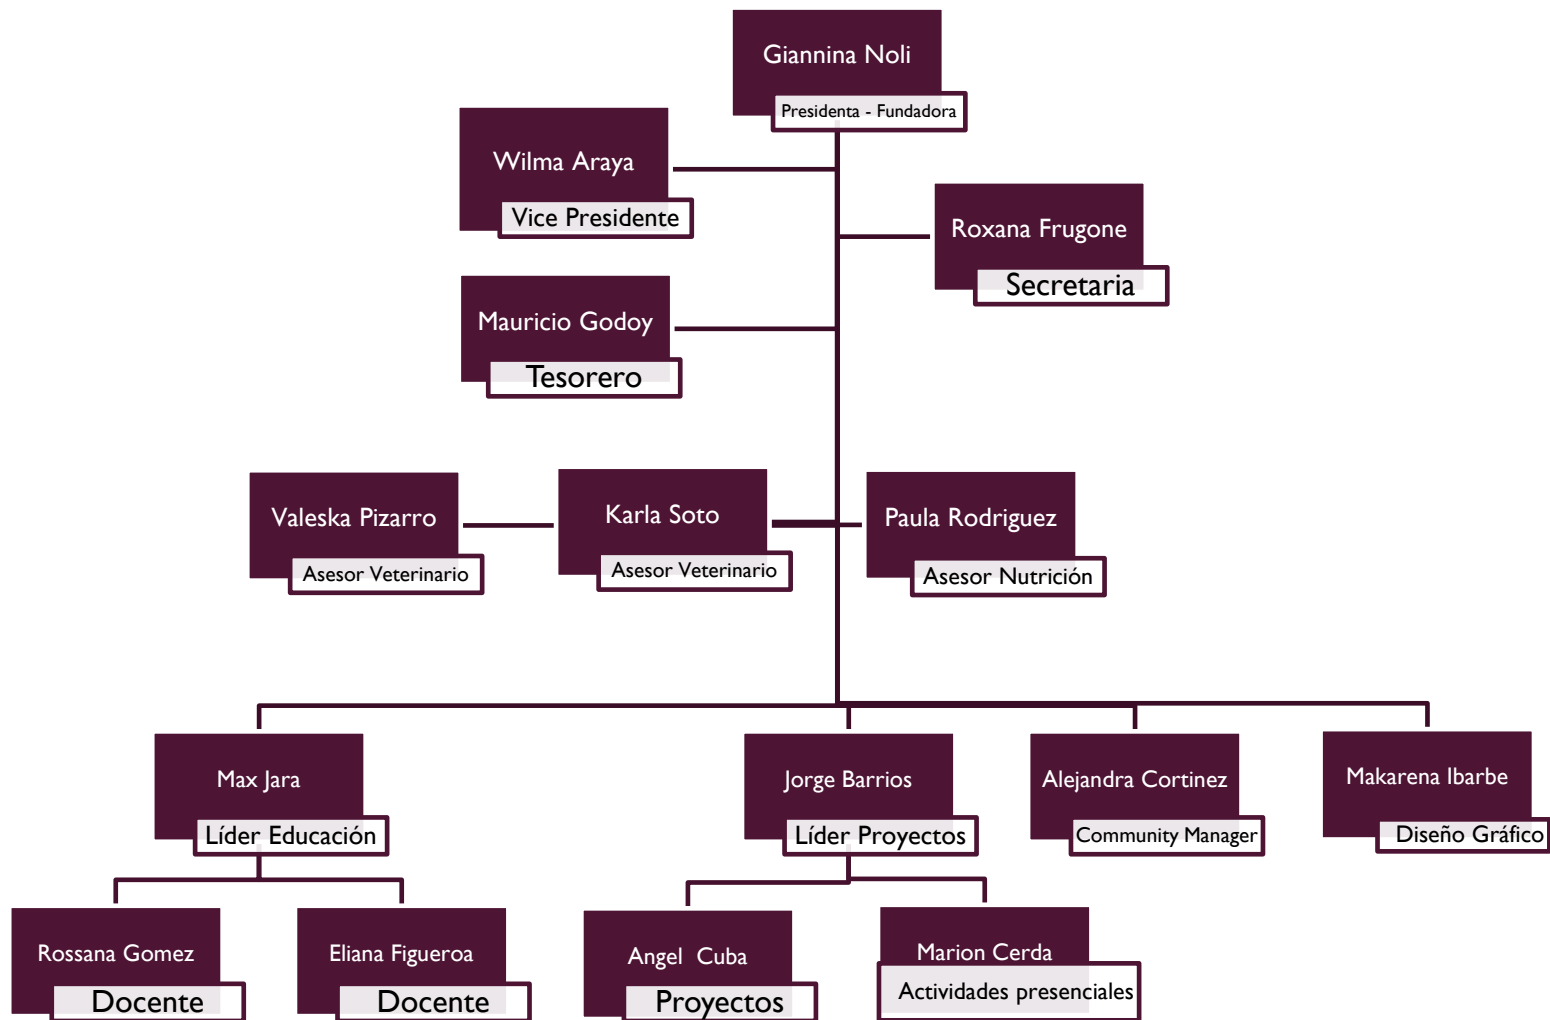 Giannina Noli
Presidenta - Fundadora
Wilma Araya
Vice Presidente
Roxana Frugone
Secretaria
Mauricio Godoy
Tesorero
Valeska Pizarro
Asesor Veterinario
Karla Soto
Asesor Veterinario
Paula Rodriguez
Asesor Nutrición
Max Jara
Líder Educación
Jorge Barrios
Líder Proyectos
Alejandra Cortinez
Community Manager
Makarena Ibarbe
Diseño Gráfico
Rossana Gomez
Docente
Eliana Figueroa
Docente
Angel  Cuba
Proyectos
Marion Cerda
Actividades presenciales